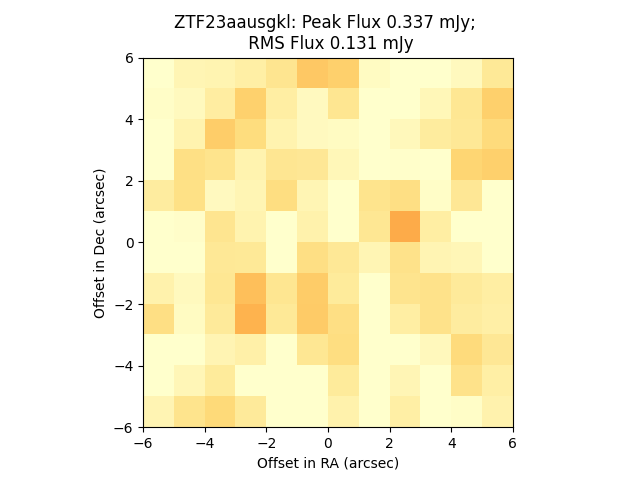 ZTF23aausgkl: Peak Flux 0.337 mJy;
RMS Flux 0.131 mJy
6
4
2
0
−2
−4
−6
Offset in Dec (arcsec)
−6 −4 −2 0 2 4 6
Offset in RA (arcsec)